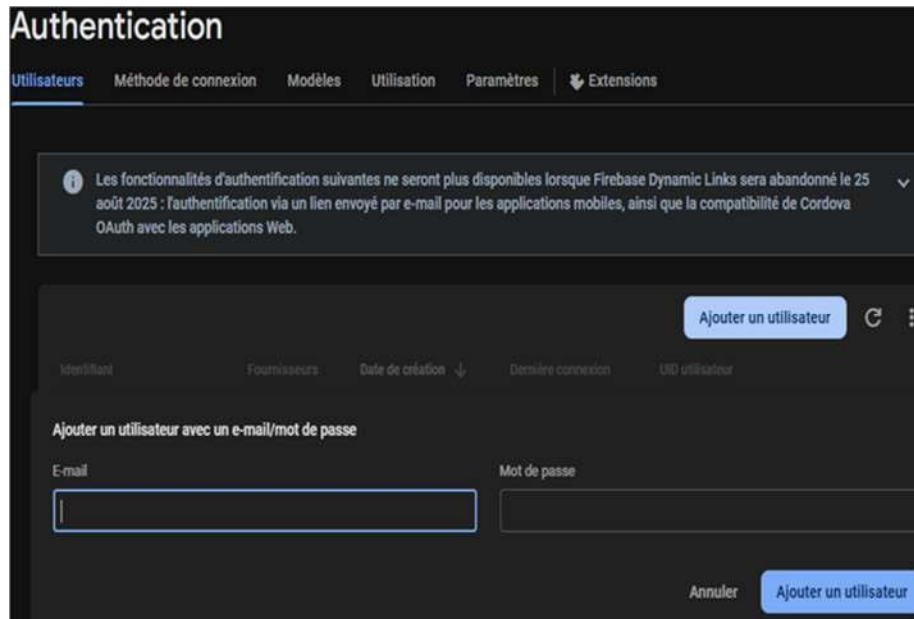 Authentication
Utilisateurs Méthode de connexion Modèles Utilisation Paramètres Extensions
Les fonctionnalités d'authentification suivantes ne seront plus disponibles lorsque Firebase Dynamic Links sera abandonné le 25
août 2025 : l'authentification via un lien envoyé par e-mail pour les applications mobiles, ainsi que la compatibilité de Cordova
OAuth avec les applications Web.
Ajouter un utilisateur
Identifiant Fournisseurs Date de création Dernière connexion UID utilisateur
Ajouter un utilisateur avec un e-mail/mot de passe
E-mail Mot de passe
Annuler Ajouter un utilisateur